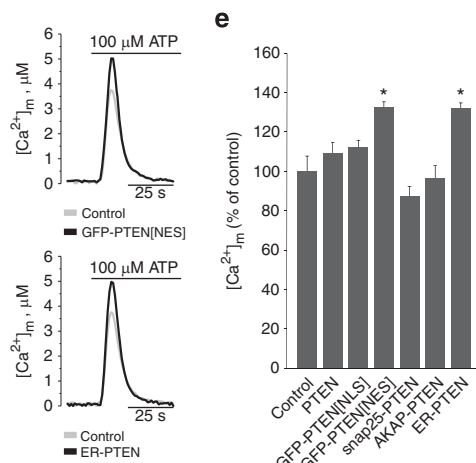 6
5
4
3
2
1
0
[Ca2+]m , μM
100 μM ATP
25 s
Control
GFP-PTEN[NES]
6
5
4
3
2
1
0
[Ca2+]m , μM
100 μM ATP
25 s
Control
ER-PTEN
e
160
140
120
100
80
60
40
20
0
[Ca2+]m (% of control)
*
*
Control
PTEN
GFP-PTEN[NLS]
GFP-PTEN[NES]
snap25-PTEN
AKAP-PTEN
ER-PTEN